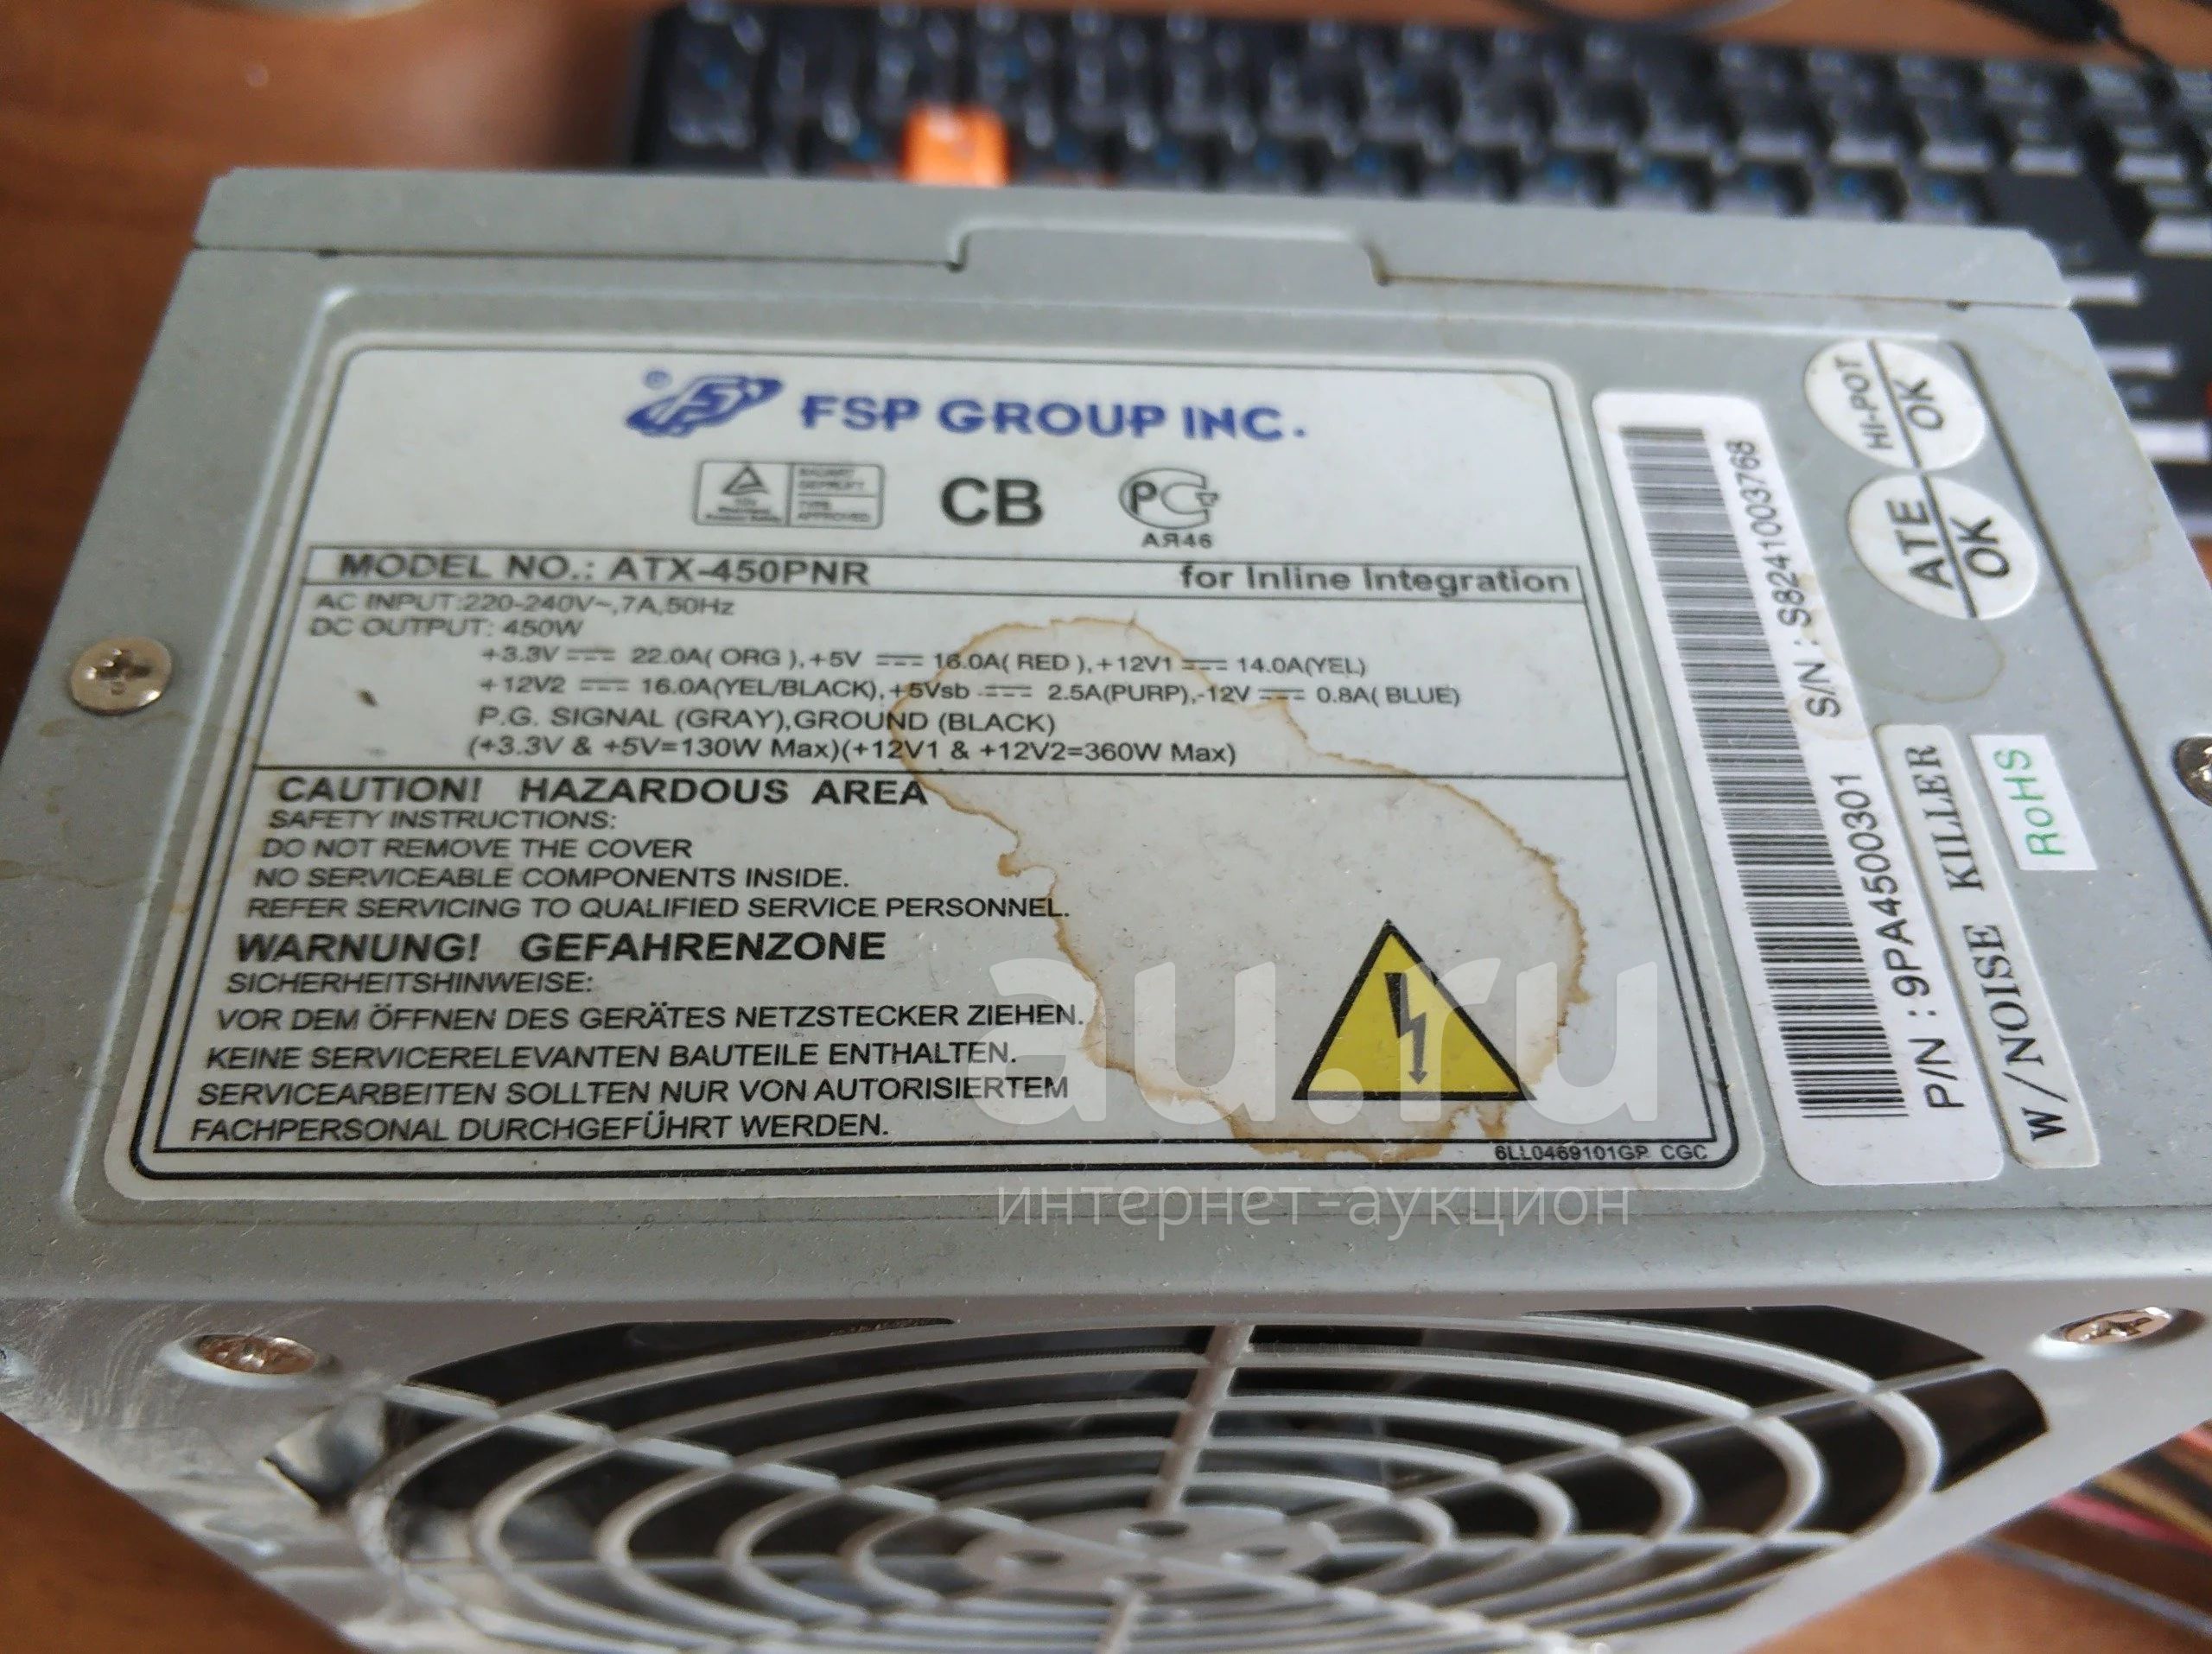 FSP GROUP INC.
CB
АЯ46
MODEL NO.: ATX-450PNR for Inline Integration
AC INPUT:220-240V~,7A,50Hz
DC OUTPUT: 450W
+3.3V ⎓ 22.0A( ORG ),+5V ⎓ 16.0A( RED ),+12V1 ⎓ 14.0A(YEL)
+12V2 ⎓ 16.0A(YEL/BLACK),+5Vsb ⎓ 2.5A(PURP),-12V ⎓ 0.8A( BLUE)
P.G. SIGNAL (GRAY),GROUND (BLACK)
(+3.3V & +5V=130W Max)(+12V1 & +12V2=360W Max)
CAUTION! HAZARDOUS AREA
SAFETY INSTRUCTIONS:
DO NOT REMOVE THE COVER
NO SERVICEABLE COMPONENTS INSIDE.
REFER SERVICING TO QUALIFIED SERVICE PERSONNEL.
WARNUNG! GEFAHRENZONE
SICHERHEITSHINWEISE:
VOR DEM ÖFFNEN DES GERÄTES NETZSTECKER ZIEHEN.
KEINE SERVICERELEVANTEN BAUTEILE ENTHALTEN.
SERVICEARBEITEN SOLLTEN NUR VON AUTORISIERTEM
FACHPERSONAL DURCHGEFÜHRT WERDEN.
6LL0469101GP CGC
S/N : S82410003768
P/N : 9PA4500301
HI-POT
OK
ATE
OK
W/NOISE KILLER
ROHS
au.ru
интернет-аукцион